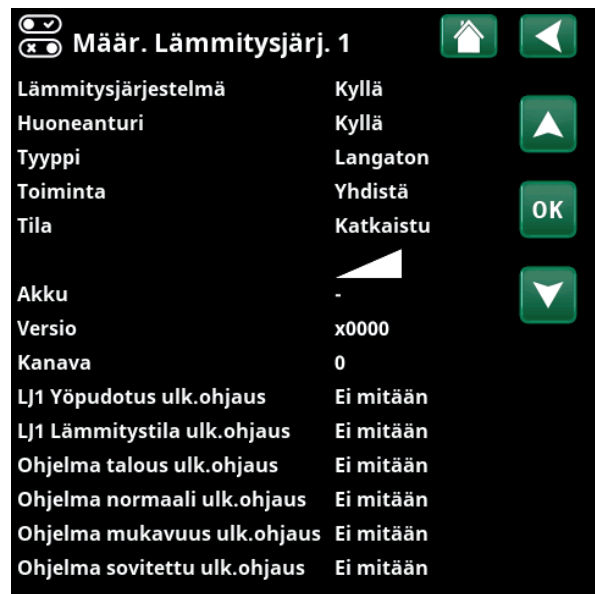 Määr. Lämmitysjärj. 1
Lämmitysjärjestelmä Kyllä
Huoneanturi Kyllä
Tyyppi Langaton
Toiminta Yhdistä
Tila Katkaistu
OK
Akku -
Versio x0000
Kanava 0
LJ1 Yöpudotus ulk.ohjaus Ei mitään
LJ1 Lämmitystila ulk.ohjaus Ei mitään
Ohjelma talous ulk.ohjaus Ei mitään
Ohjelma normaali ulk.ohjaus Ei mitään
Ohjelma mukavuus ulk.ohjaus Ei mitään
Ohjelma sovitettu ulk.ohjaus Ei mitään